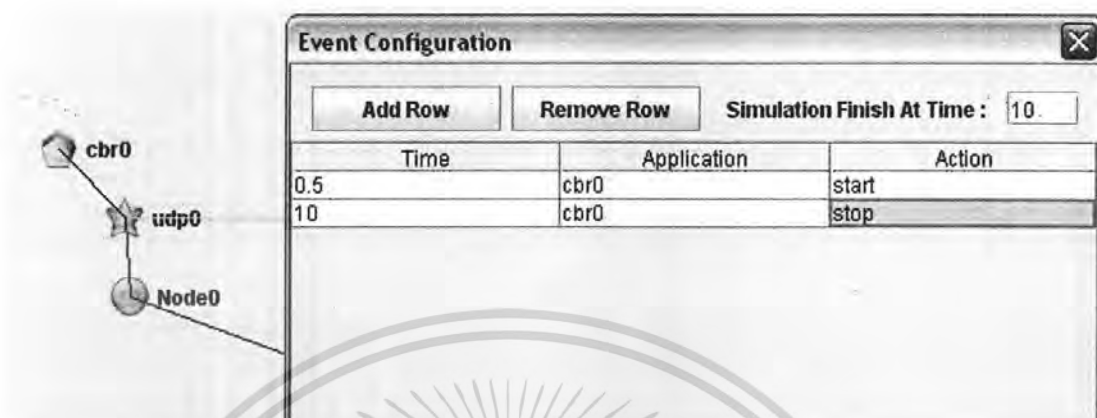 Event Configuration
Add Row Remove Row Simulation Finish At Time : 10.
Time Application Action
0.5 cbr0 start
10 cbr0 stop
cbr0
udp0
Node0